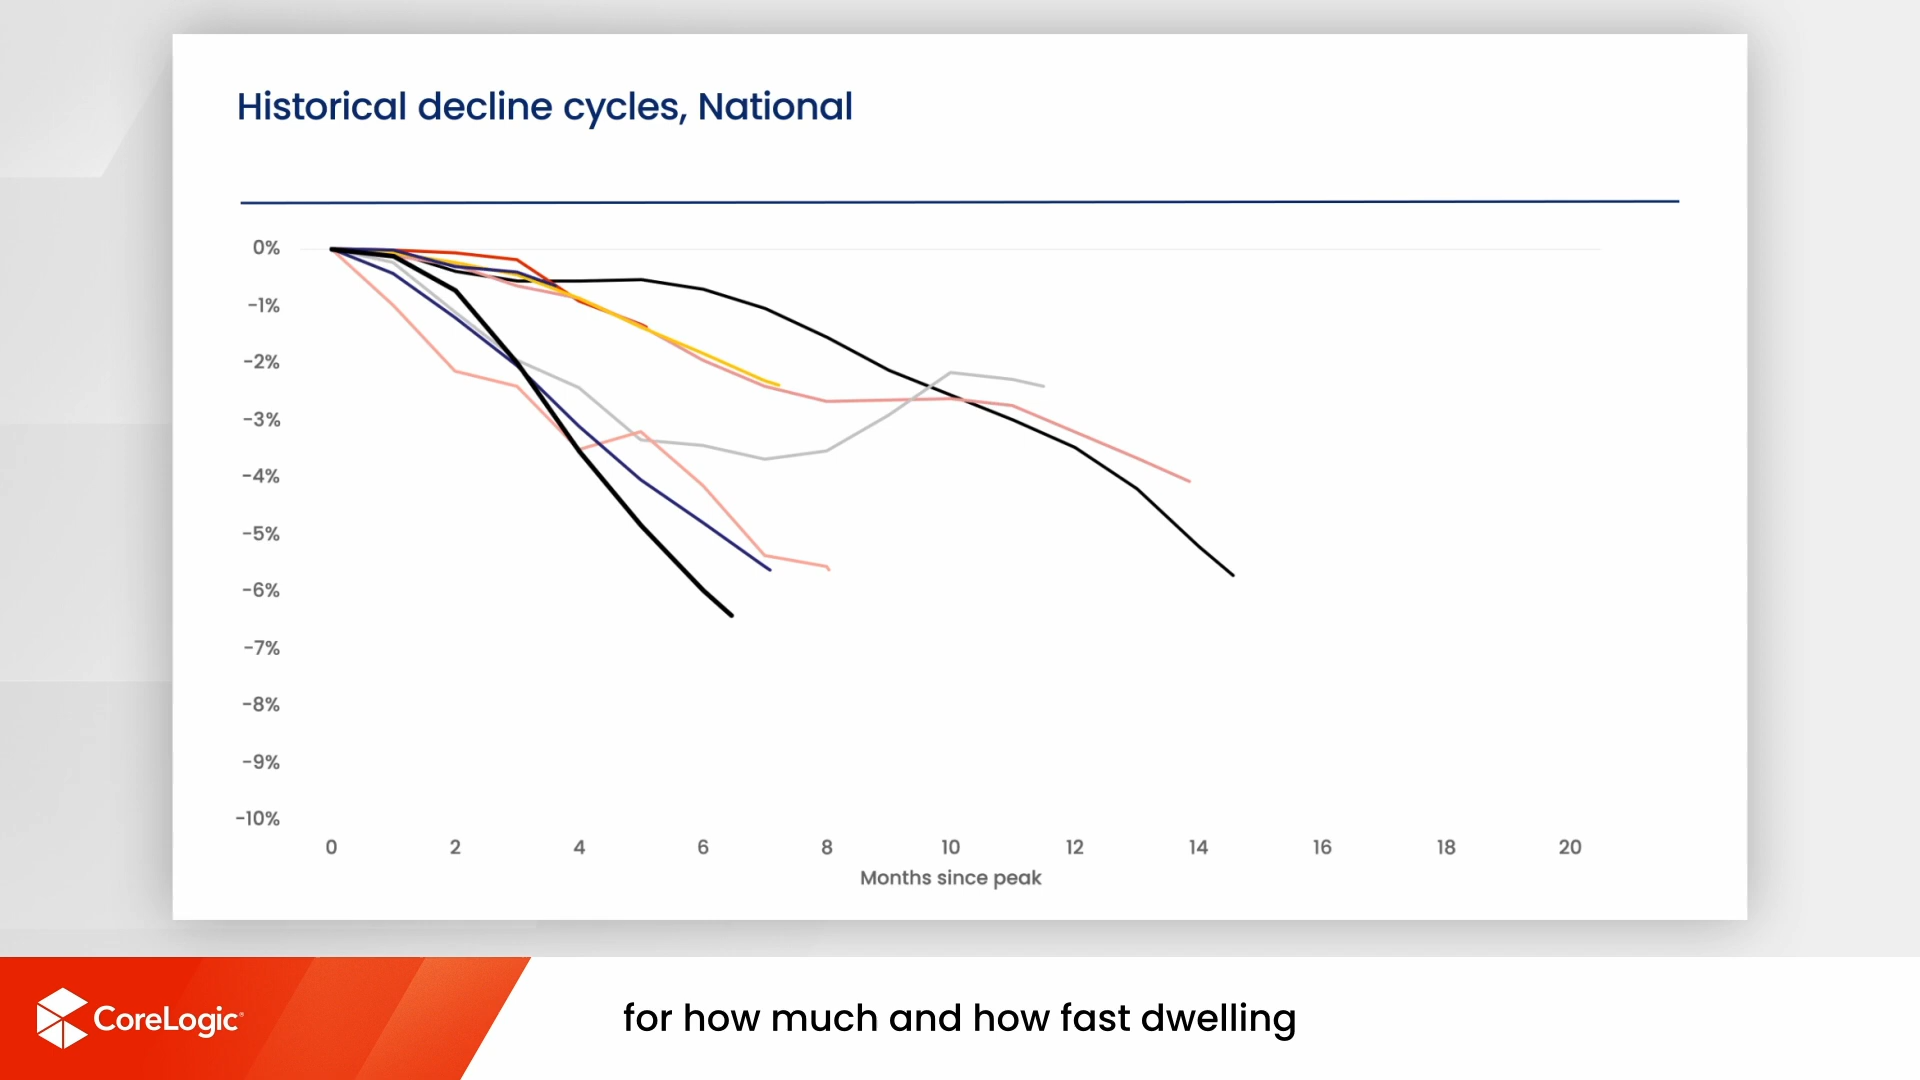 Historical decline cycles, National
0%
-1%
-2%
-3%
-4%
-5%
-6%
-7%
-8%
-9%
-10%
0 2 4 6 8 10 12 14 16 18 20
Months since peak
CoreLogic
for how much and how fast dwelling